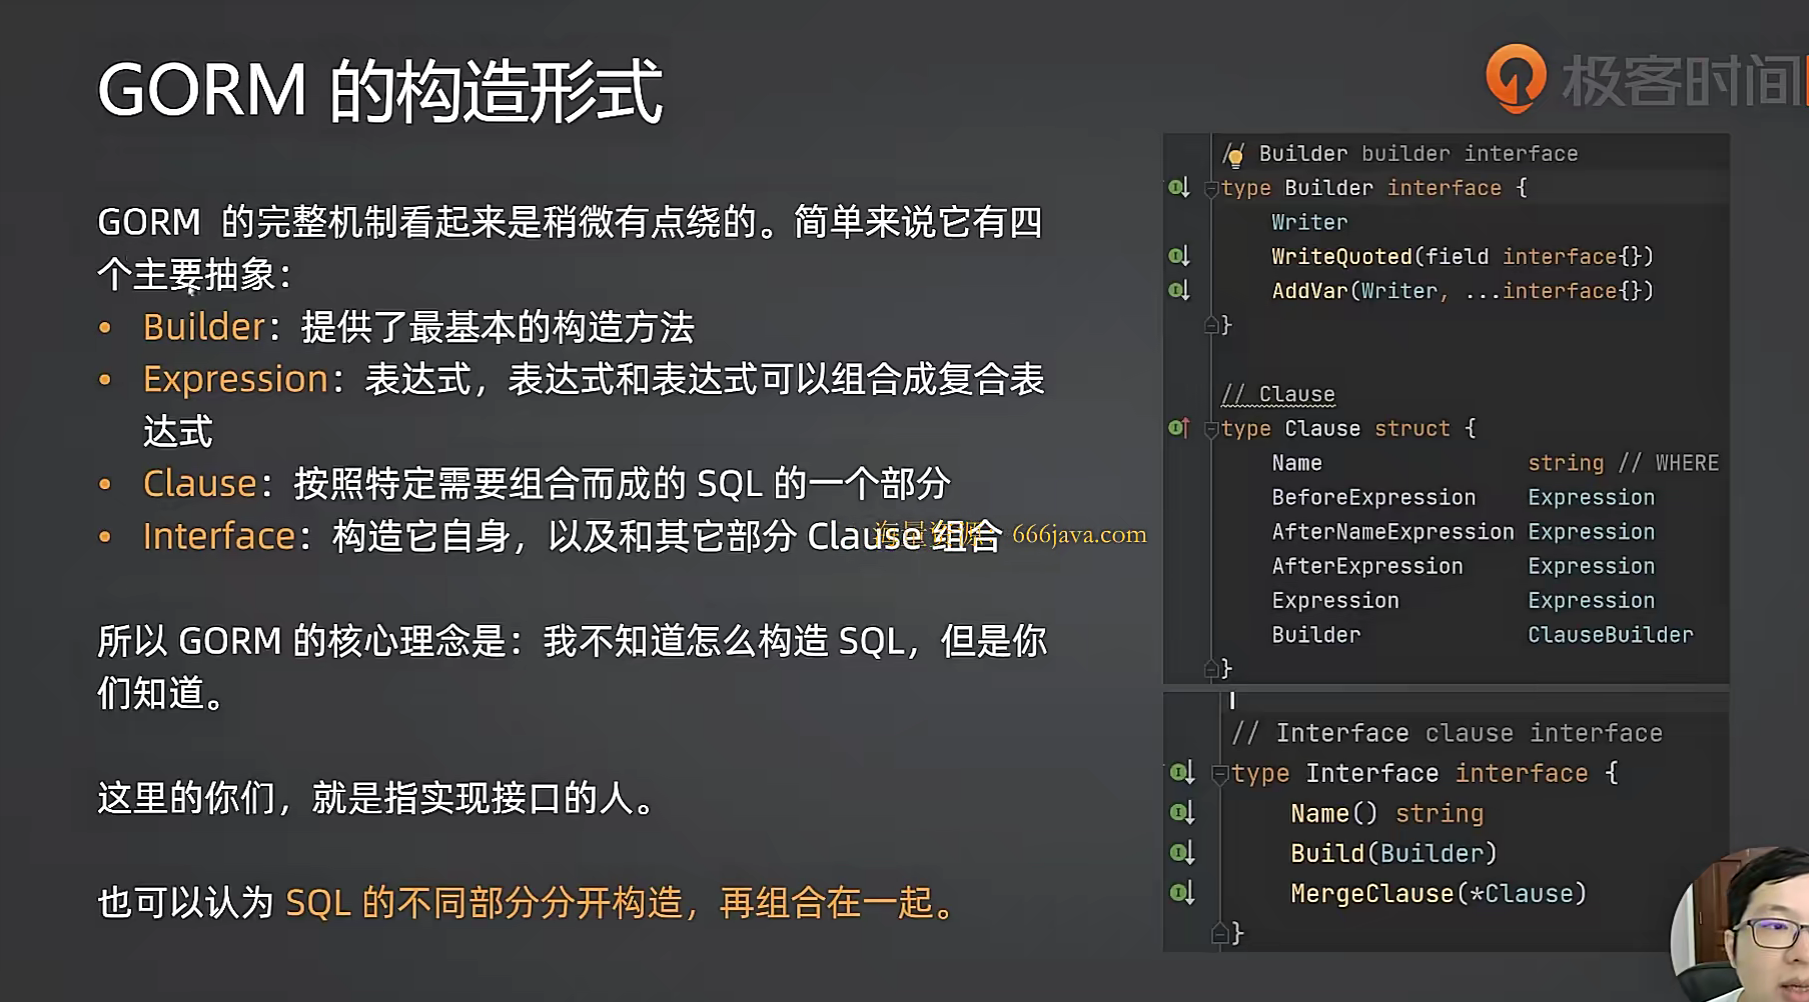 GORM 的构造形式
极客时间
GORM 的完整机制看起来是稍微有点绕的。简单来说它有四
个主要抽象：
• Builder：提供了最基本的构造方法
• Expression：表达式，表达式和表达式可以组合成复合表
达式
• Clause：按照特定需要组合而成的 SQL 的一个部分
• Interface：构造它自身，以及和其它部分 Clause 组合
海量资源：666java.com
所以 GORM 的核心理念是：我不知道怎么构造 SQL，但是你
们知道。
这里的你们，就是指实现接口的人。
也可以认为 SQL 的不同部分分开构造，再组合在一起。
// Builder builder interface
type Builder interface {
Writer
WriteQuoted(field interface{})
AddVar(Writer, ...interface{})
}
// Clause
type Clause struct {
Name string // WHERE
BeforeExpression Expression
AfterNameExpression Expression
AfterExpression Expression
Expression Expression
Builder ClauseBuilder
}
// Interface clause interface
type Interface interface {
Name() string
Build(Builder)
MergeClause(*Clause)
}